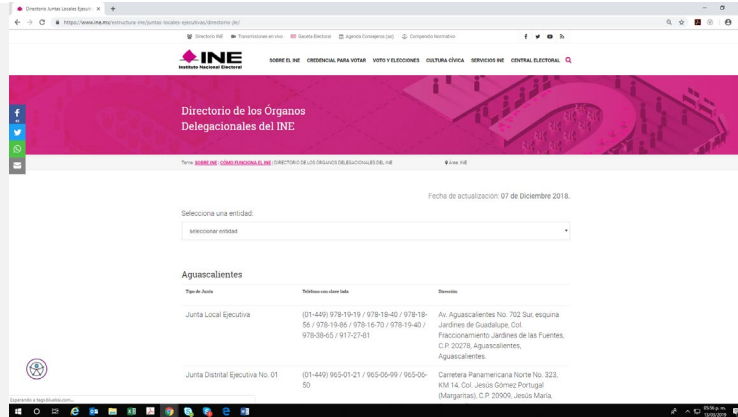 Directorio Juntas Locales Ejecuti
https://www.ine.mx/estructura-ine/juntas-locales-ejecutivas/directorio-jle/
Directorio INE Transmisiones en vivo Gaceta Electoral Agenda Consejeros (as) Compendio Normativo
INE
Instituto Nacional Electoral
SOBRE EL INE CREDENCIAL PARA VOTAR VOTO Y ELECCIONES CULTURA CÍVICA SERVICIOS INE CENTRAL ELECTORAL
Directorio de los Órganos
Delegacionales del INE
Tema: SOBRE INE | CÓMO FUNCIONA EL INE | DIRECTORIO DE LOS ÓRGANOS DELEGACIONALES DEL INE
Área: INE
Fecha de actualización: 07 de Diciembre 2018.
Selecciona una entidad:
seleccionar entidad
Aguascalientes
Tipo de Junta Teléfono con clave lada Dirección
Junta Local Ejecutiva
(01-449) 978-19-19 / 978-18-40 / 978-18-
56 / 978-19-86 / 978-16-70 / 978-19-40 /
978-38-65 / 917-27-81
Av. Aguascalientes No. 702 Sur, esquina
Jardines de Guadalupe, Col.
Fraccionamiento Jardines de las Fuentes,
C.P. 20278, Aguascalientes,
Aguascalientes.
Junta Distrital Ejecutiva No. 01
(01-449) 965-01-21 / 965-06-99 / 965-06-
50
Carretera Panamericana Norte No. 323,
KM 14, Col. Jesús Gómez Portugal
(Margaritas), C.P. 20909, Jesús María,
05:56 p. m.
13/03/2019